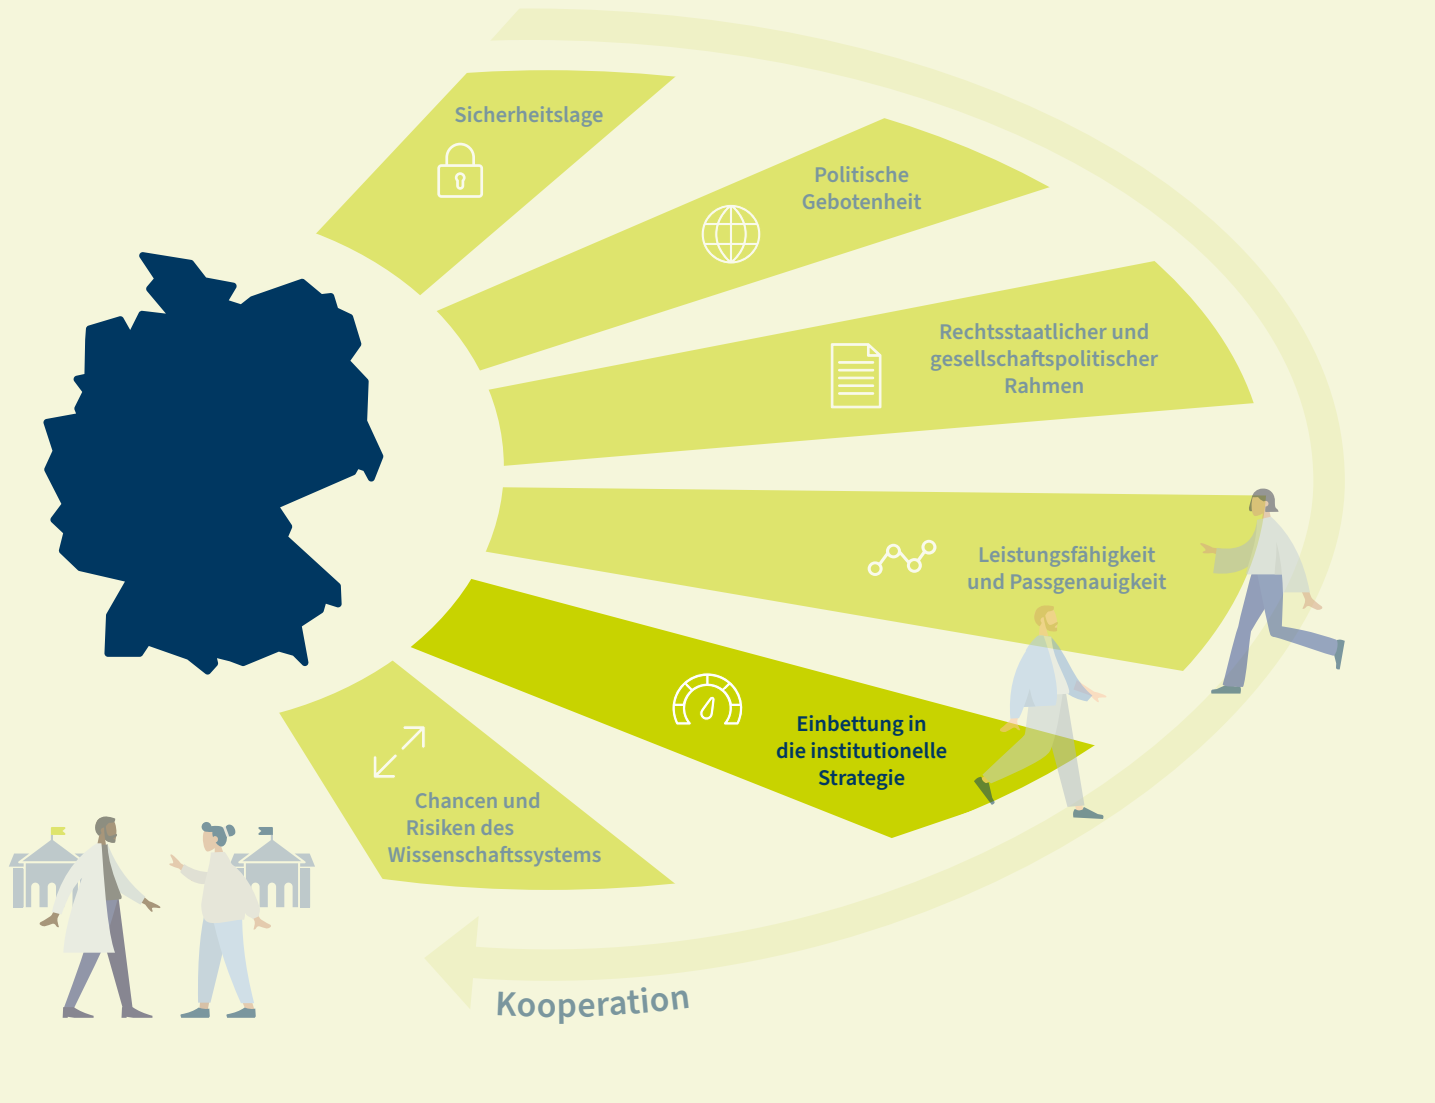 Sicherheitslage
Politische
Gebotenheit
Rechtsstaatlicher und
gesellschaftspolitischer
Rahmen
Leistungsfähigkeit
und Passgenauigkeit
Einbettung in
die institutionelle
Strategie
Chancen und
Risiken des
Wissenschaftssystems
Kooperation